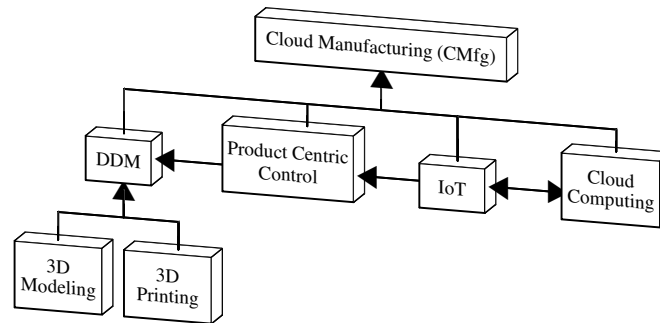 Cloud Manufacturing (CMfg)
DDM
Product Centric
Control
IoT
Cloud
Computing
3D
Modeling
3D
Printing